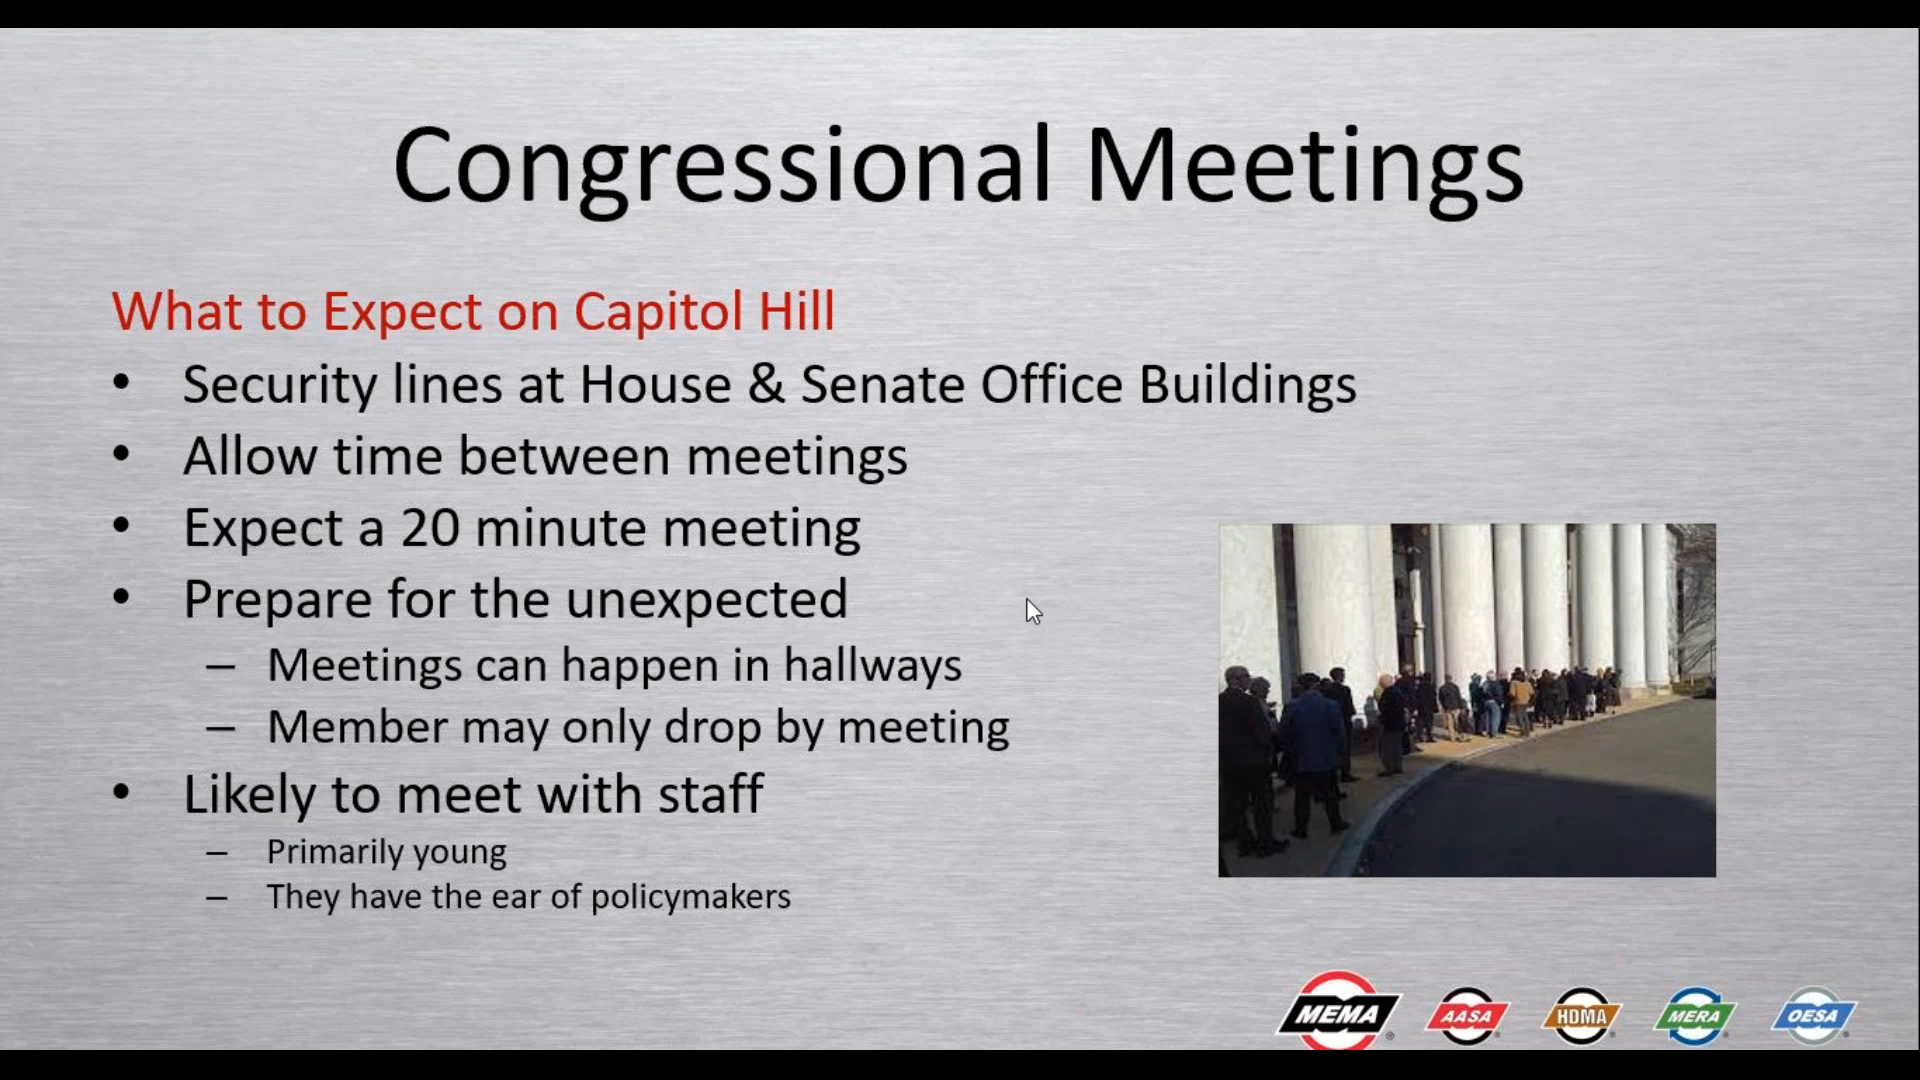 Congressional Meetings
What to Expect on Capitol Hill
• Security lines at House & Senate Office Buildings
• Allow time between meetings
• Expect a 20 minute meeting
• Prepare for the unexpected
– Meetings can happen in hallways
– Member may only drop by meeting
• Likely to meet with staff
– Primarily young
– They have the ear of policymakers
MEMA® AASA® HDMA® MERA® OESA®